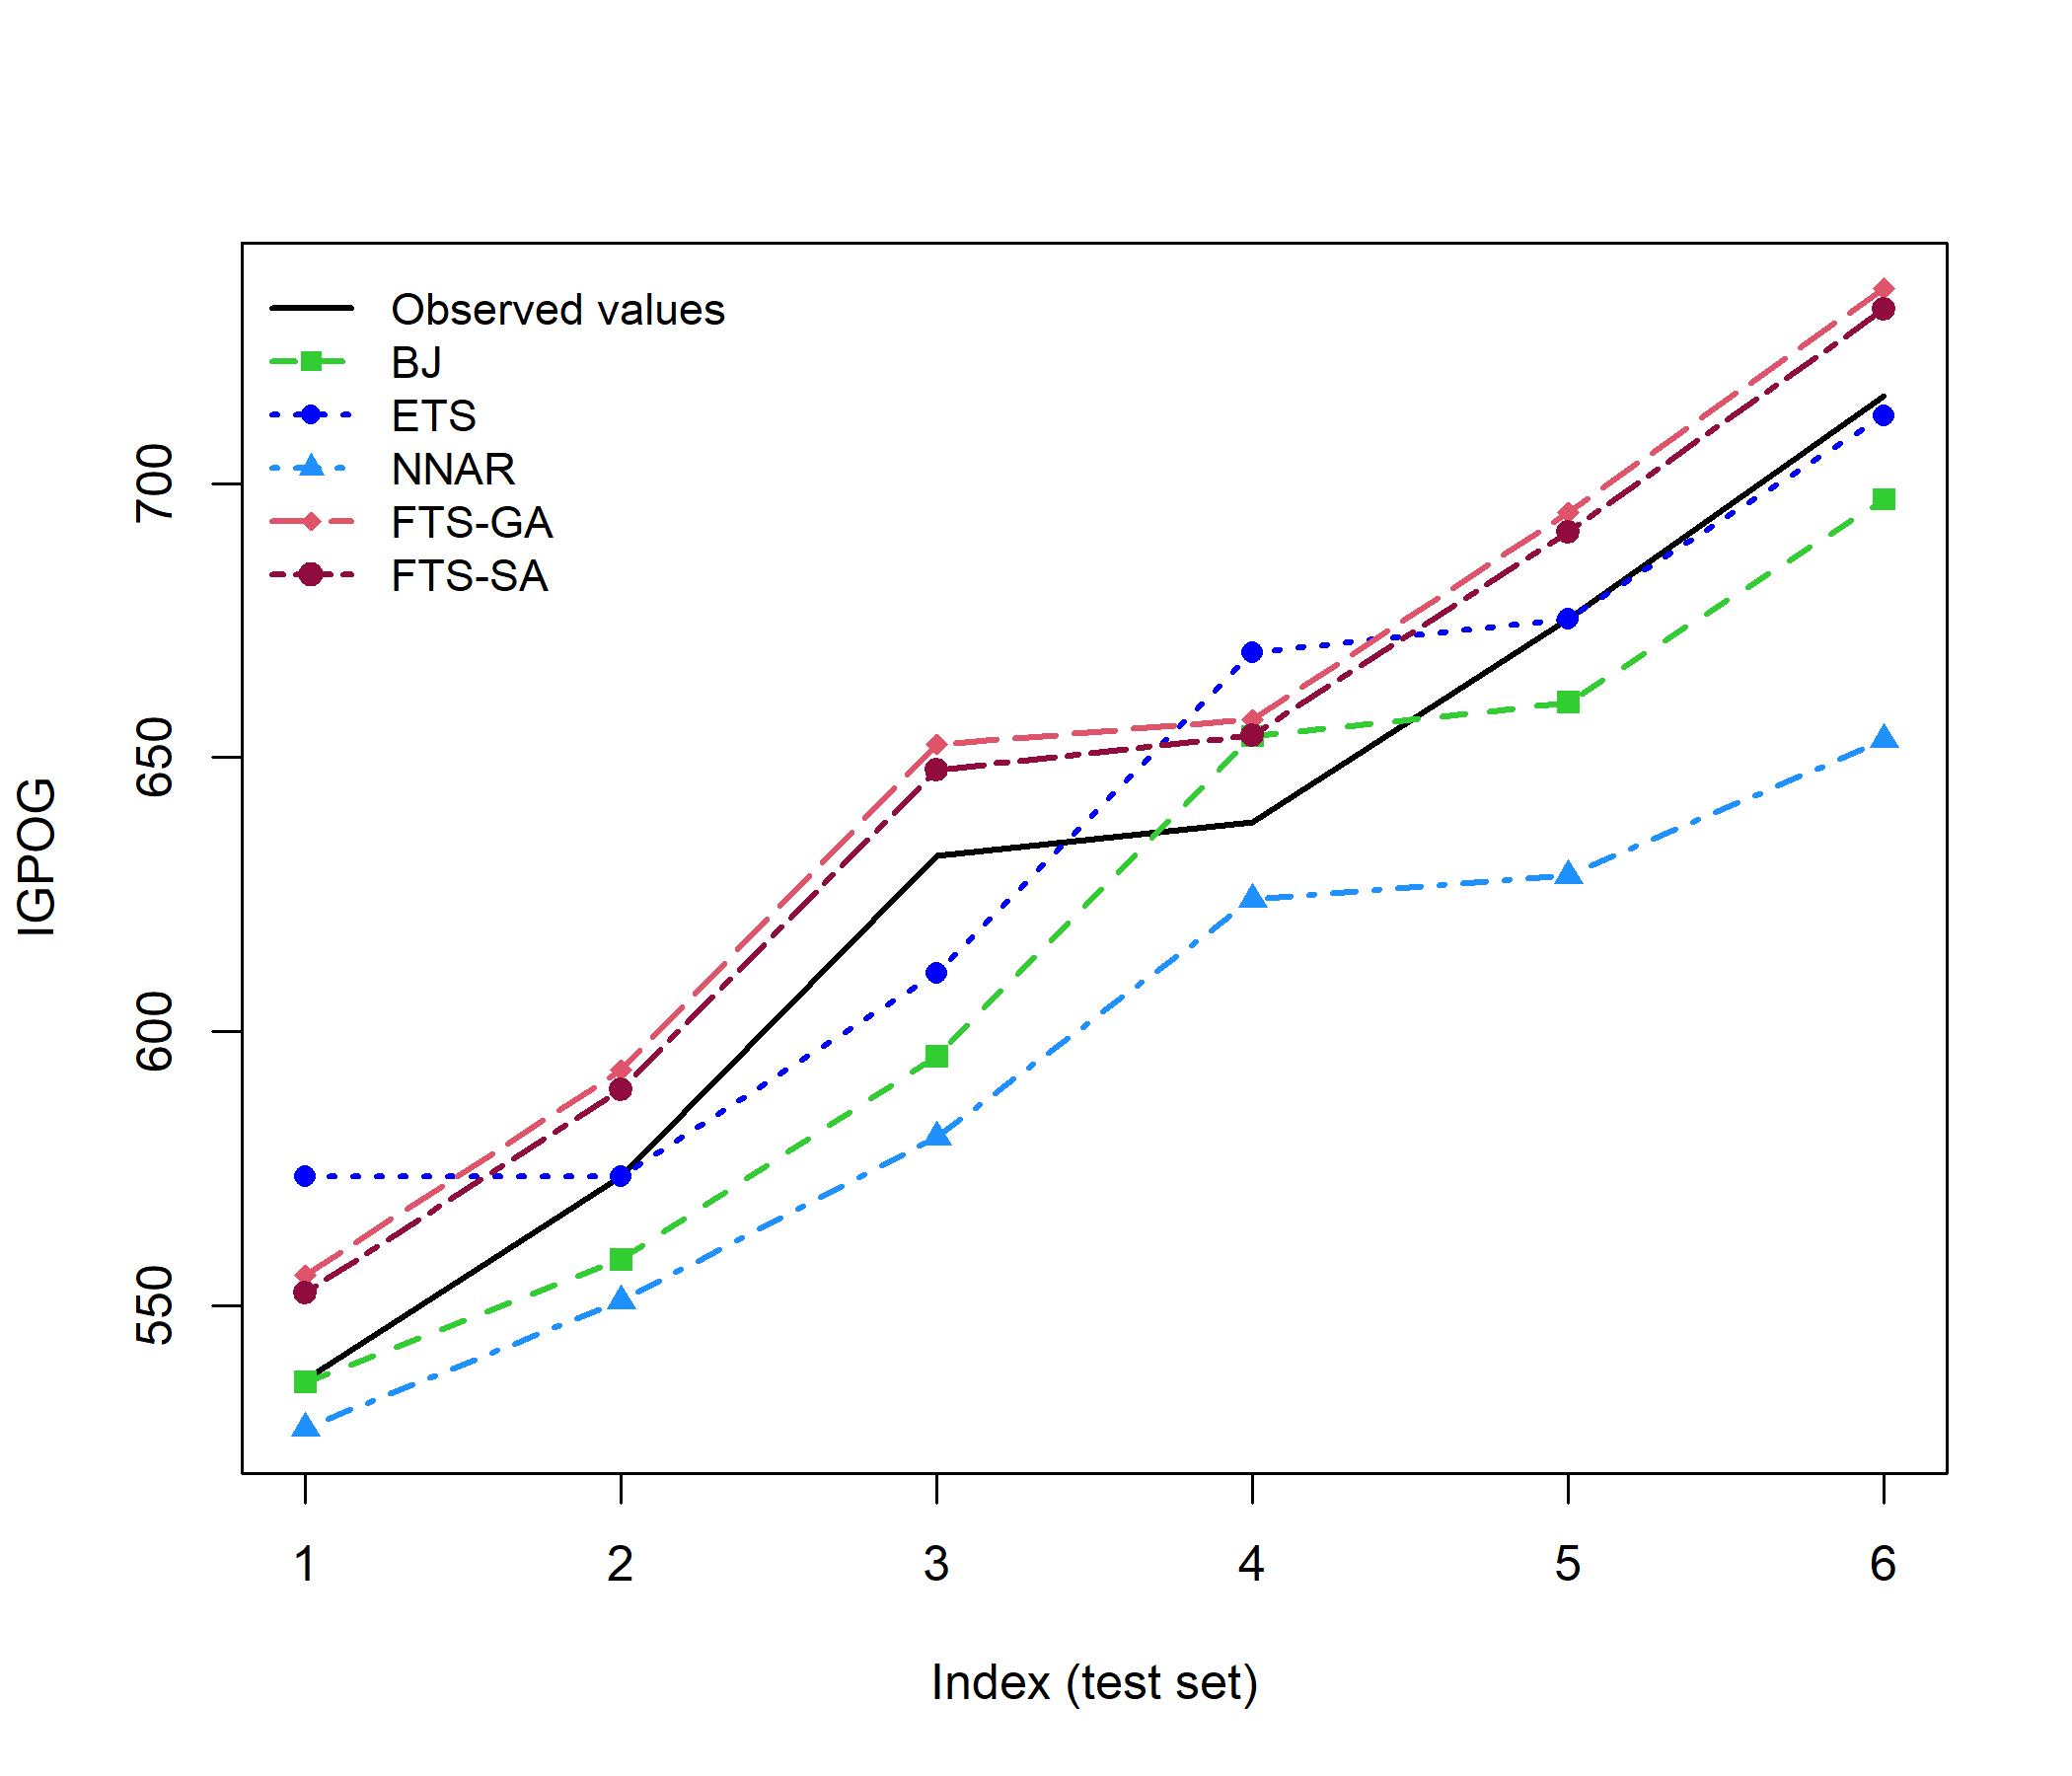 Observed values
BJ
ETS
NNAR
FTS-GA
FTS-SA
IGPOG
700
650
600
550
1 2 3 4 5 6
Index (test set)